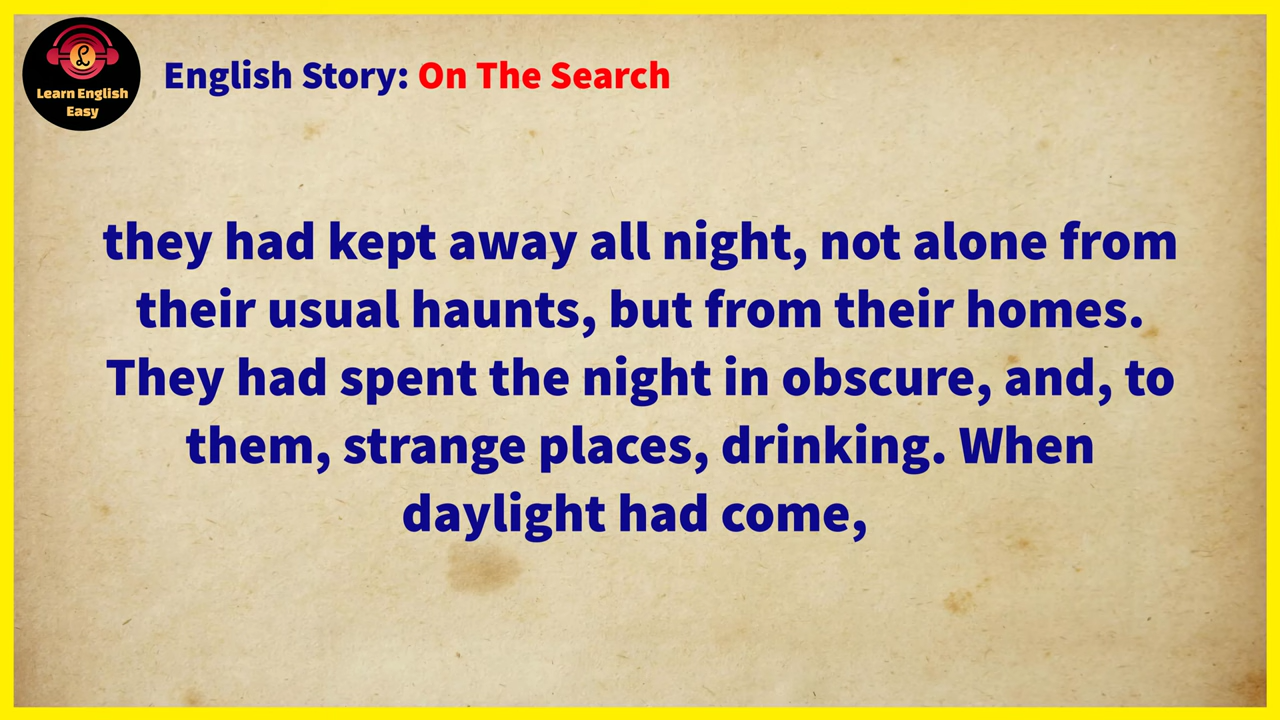 Learn English
Easy
English Story: On The Search
they had kept away all night, not alone from
their usual haunts, but from their homes.
They had spent the night in obscure, and, to
them, strange places, drinking. When
daylight had come,